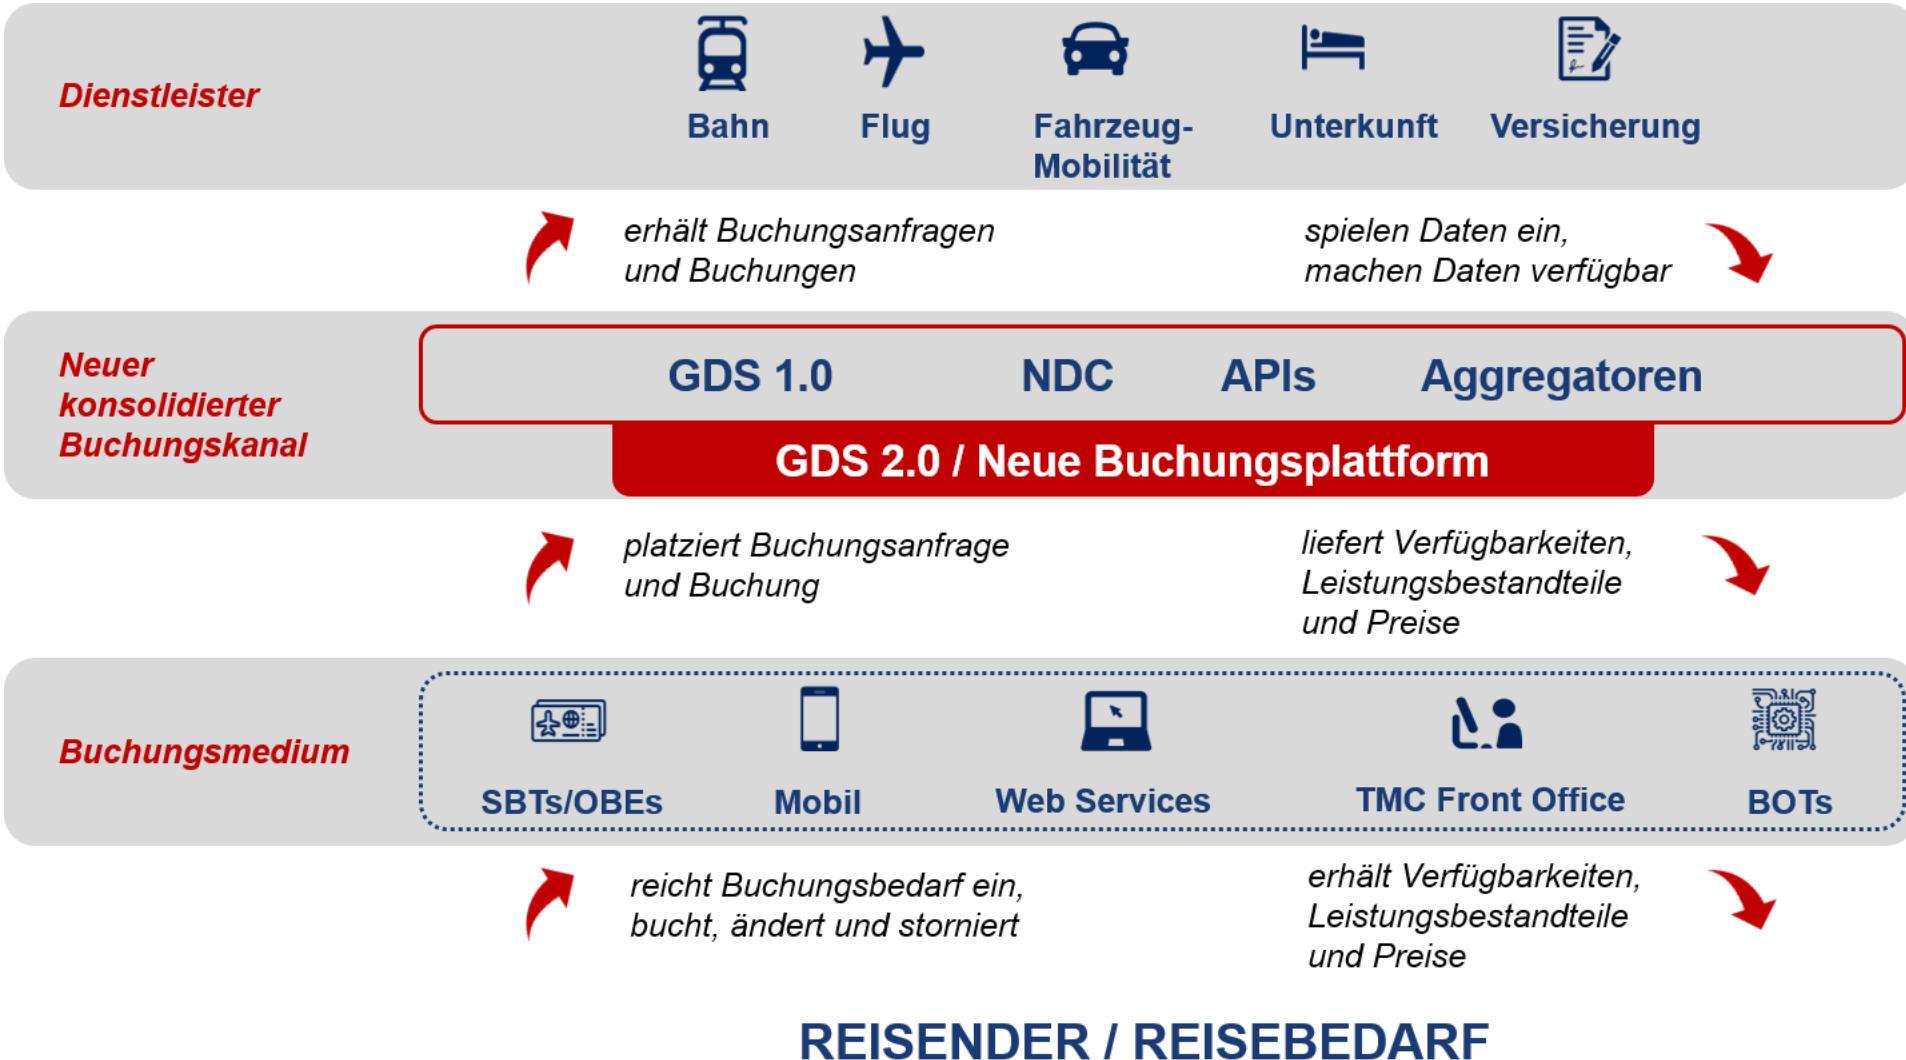 Dienstleister
Bahn
Flug
Fahrzeug-
Mobilität
Unterkunft
Versicherung
erhält Buchungsanfragen
und Buchungen
spielen Daten ein,
machen Daten verfügbar
Neuer
konsolidierter
Buchungskanal
GDS 1.0
NDC
APIs
Aggregatoren
GDS 2.0 / Neue Buchungsplattform
platziert Buchungsanfrage
und Buchung
liefert Verfügbarkeiten,
Leistungsbestandteile
und Preise
Buchungsmedium
SBTs/OBEs
Mobil
Web Services
TMC Front Office
BOTs
reicht Buchungsbedarf ein,
bucht, ändert und storniert
erhält Verfügbarkeiten,
Leistungsbestandteile
und Preise
REISENDER / REISEBEDARF